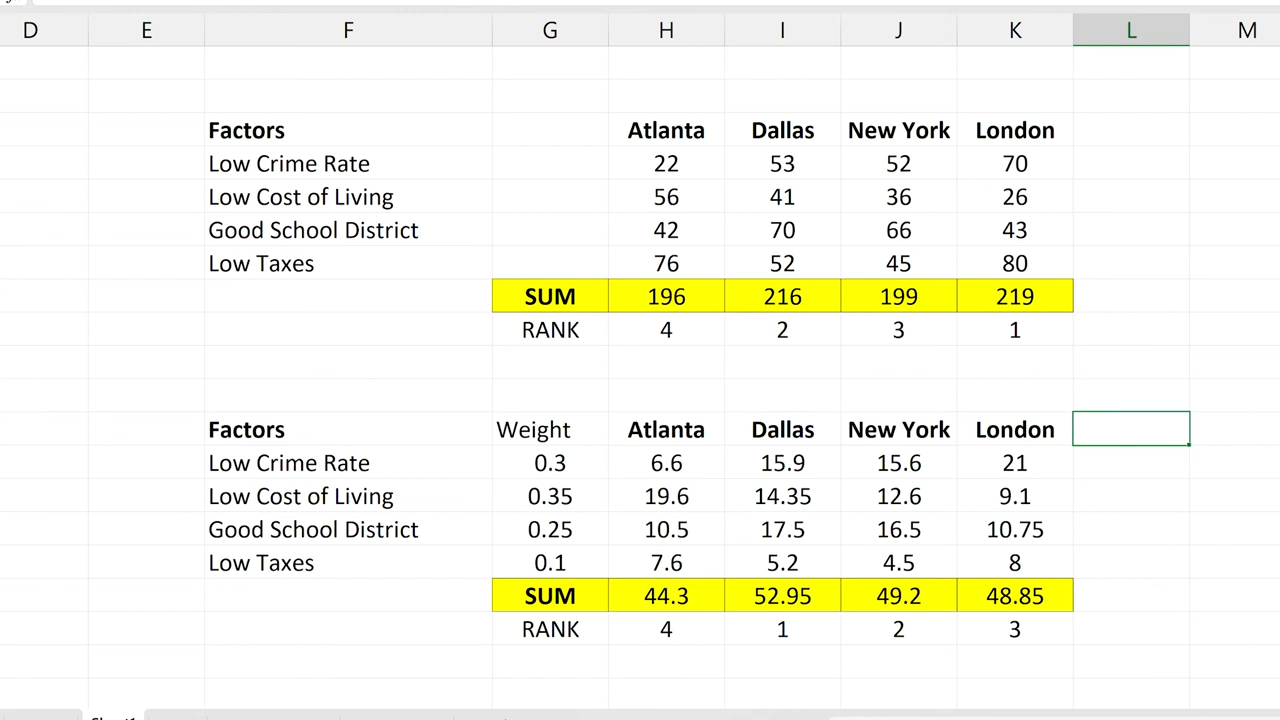 D E F G H I J K L M
Factors Atlanta Dallas New York London
Low Crime Rate 22 53 52 70
Low Cost of Living 56 41 36 26
Good School District 42 70 66 43
Low Taxes 76 52 45 80
SUM 196 216 199 219
RANK 4 2 3 1
Factors Weight Atlanta Dallas New York London
Low Crime Rate 0.3 6.6 15.9 15.6 21
Low Cost of Living 0.35 19.6 14.35 12.6 9.1
Good School District 0.25 10.5 17.5 16.5 10.75
Low Taxes 0.1 7.6 5.2 4.5 8
SUM 44.3 52.95 49.2 48.85
RANK 4 1 2 3